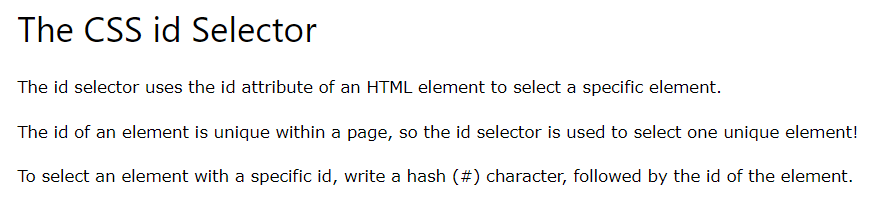 The CSS id Selector
The id selector uses the id attribute of an HTML element to select a specific element.
The id of an element is unique within a page, so the id selector is used to select one unique element!
To select an element with a specific id, write a hash (#) character, followed by the id of the element.